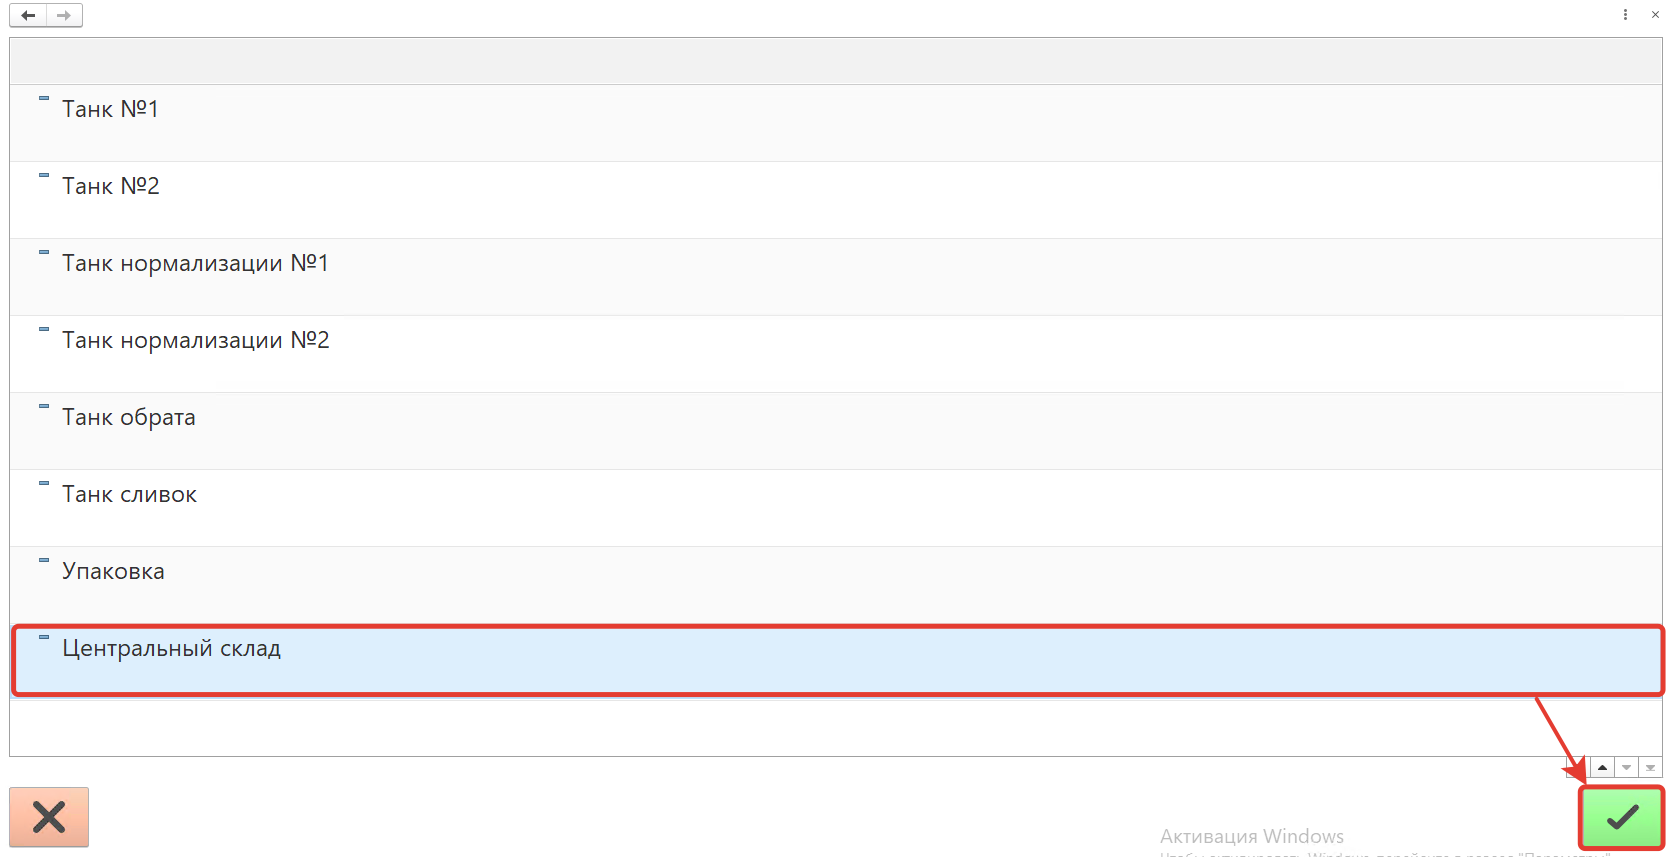 Танк №1
Танк №2
Танк нормализации №1
Танк нормализации №2
Танк обрата
Танк сливок
Упаковка
Центральный склад
Активация Windows